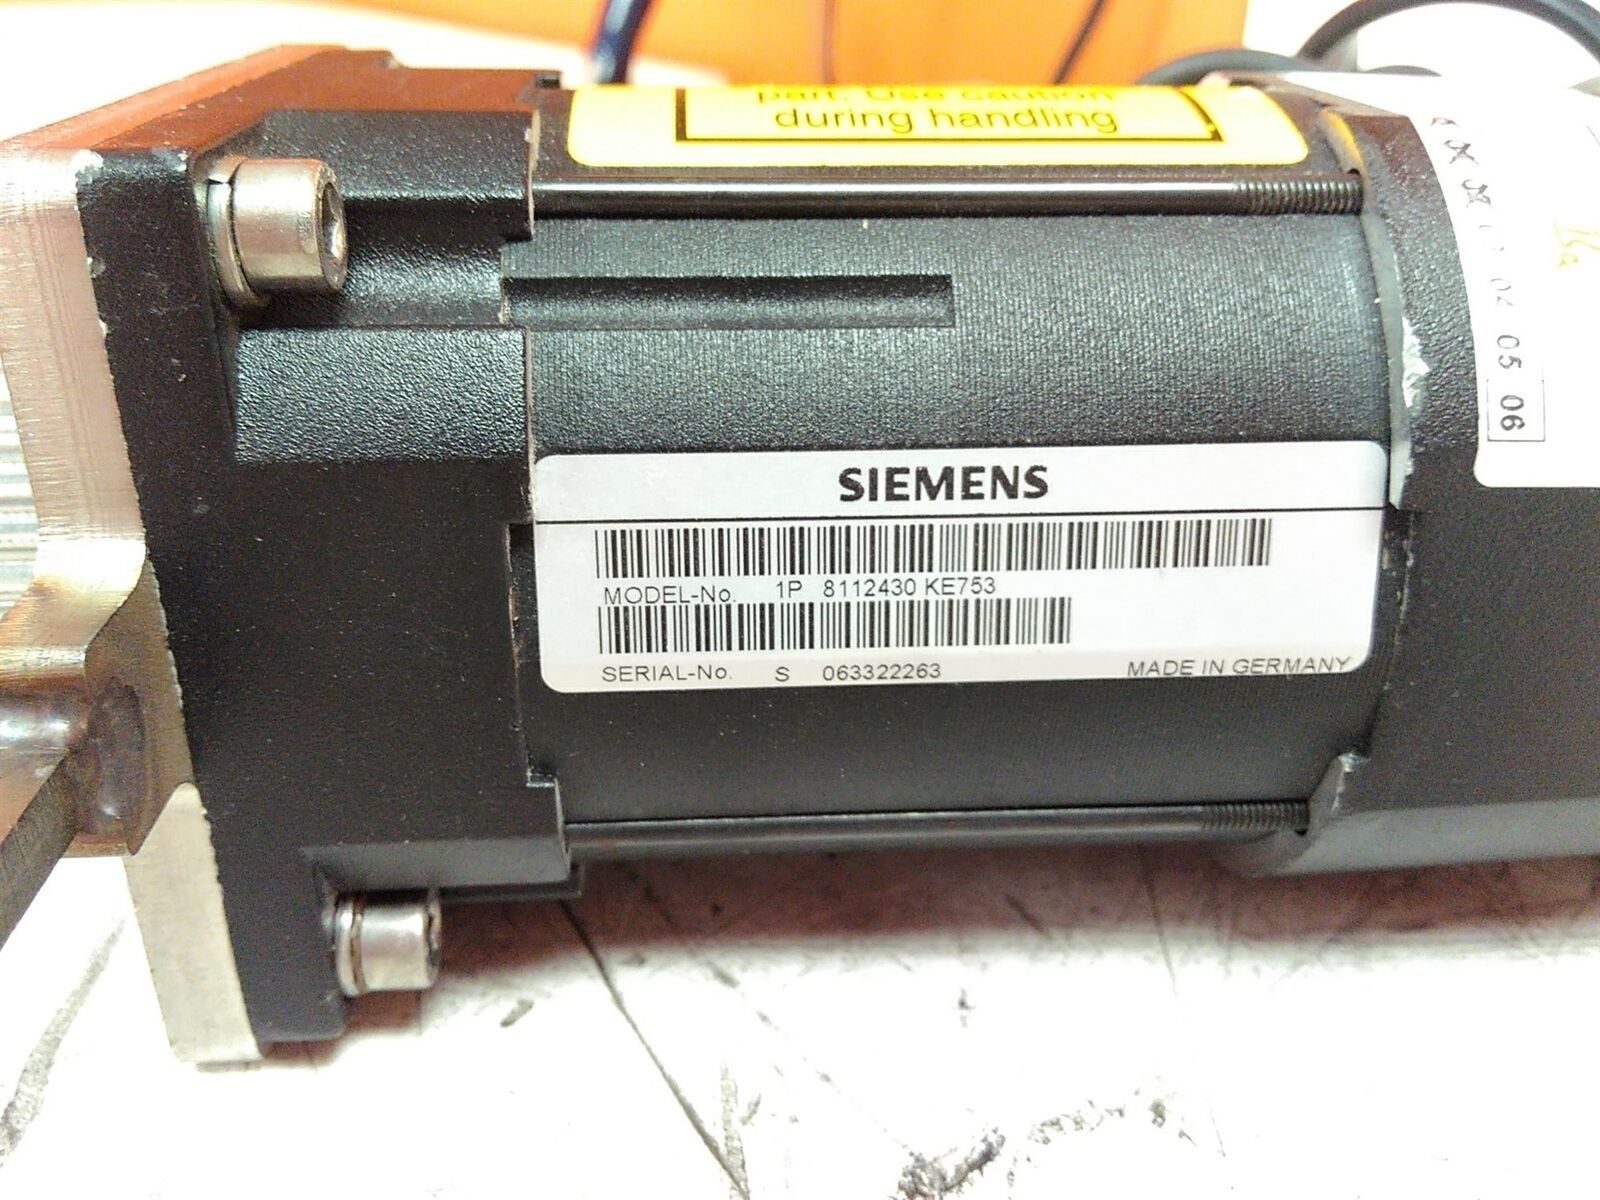 part. Use caution
during handling
SIEMENS
MODEL-No. 1P 8112430 KE753
SERIAL-No. S 063322263
MADE IN GERMANY
04 05 06